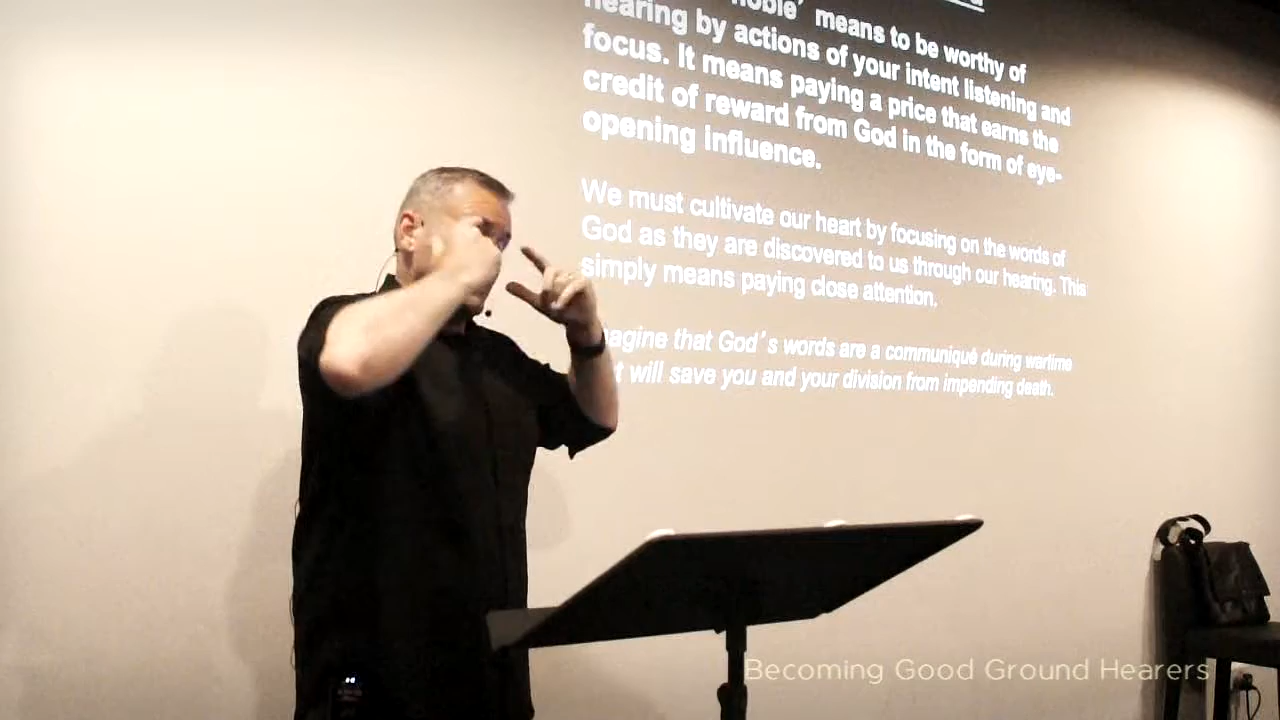 noble' means to be worthy of
hearing by actions of your intent listening and
focus. It means paying a price that earns the
credit of reward from God in the form of eye-
opening influence.
We must cultivate our heart by focusing on the words of
God as they are discovered to us through our hearing. This
simply means paying close attention.
agine that God's words are a communiqué during wartime
t will save you and your division from impending death.
Becoming Good Ground Hearers